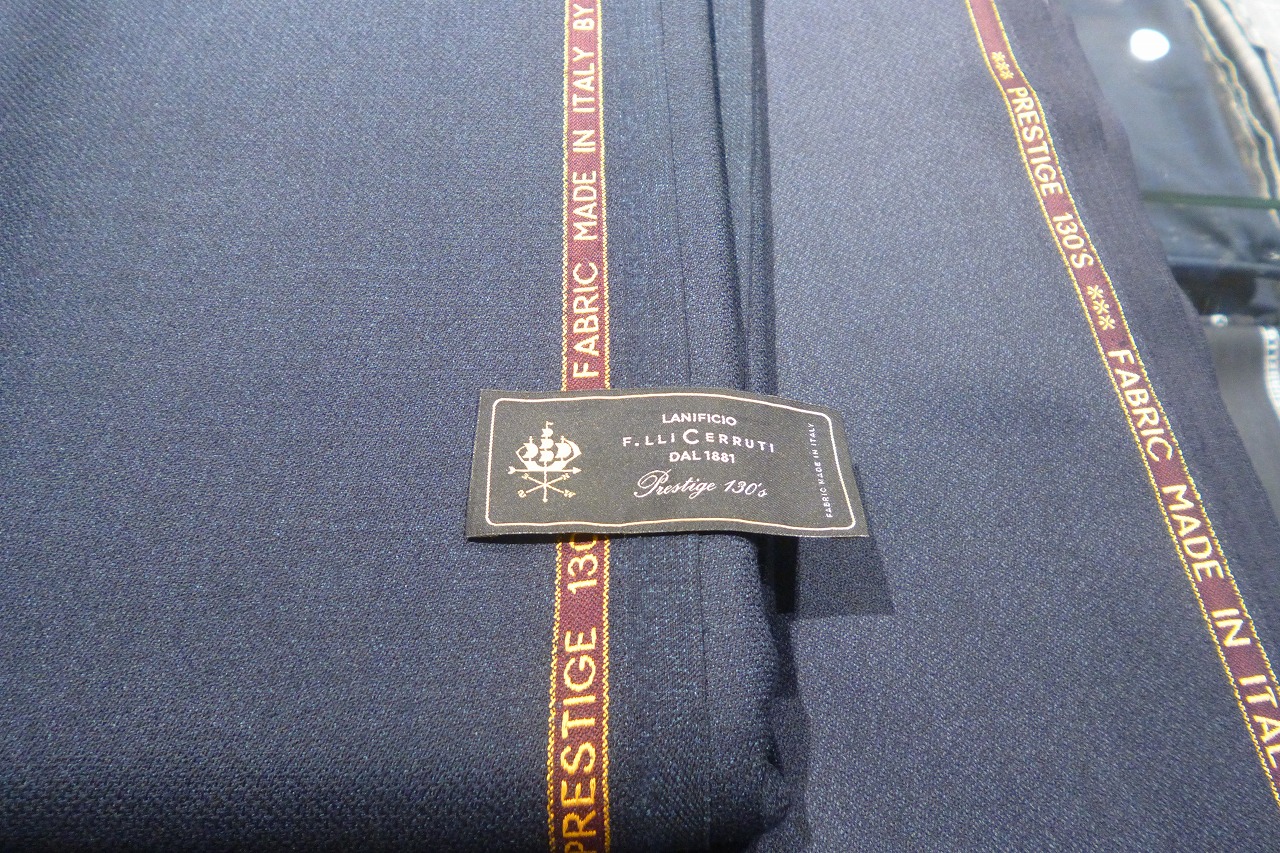 FABRIC MADE IN ITALY BY
PRESTIGE 130
LANIFICIO
F.LLI CERRUTI
DAL 1881
Prestige 130's
FABRIC MADE IN ITALY
*** PRESTIGE 130'S *** FABRIC MADE IN ITAL